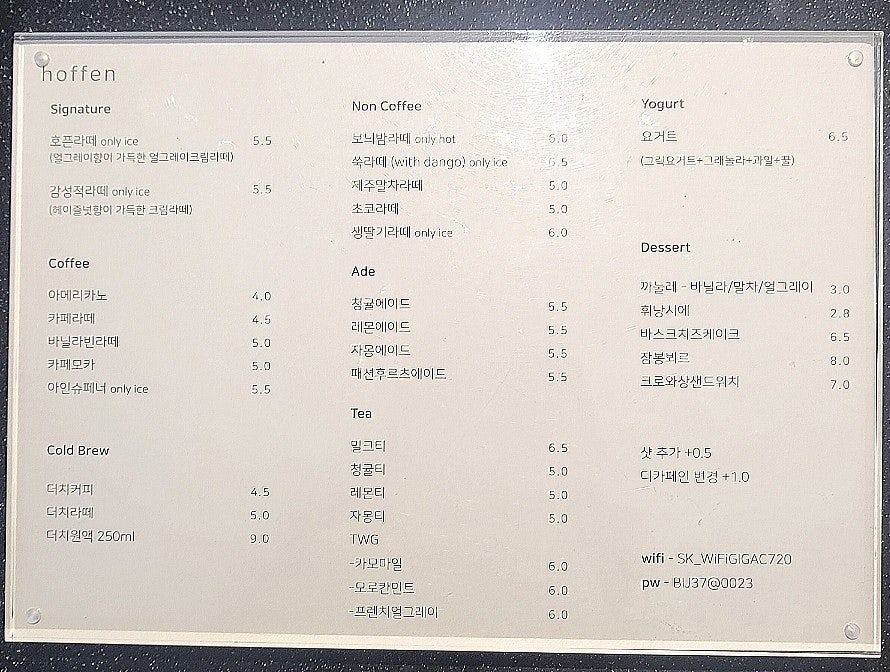 hoffen
Signature
호픈라떼 only ice 5.5
(얼그레이향이 가득한 얼그레이크림라떼)
감성적라떼 only ice 5.5
(헤이즐넛향이 가득한 크림라떼)
Coffee
아메리카노 4.0
카페라떼 4.5
바닐라빈라떼 5.0
카페모카 5.0
아인슈페너 only ice 5.5
Cold Brew
더치커피 4.5
더치라떼 5.0
더치원액 250ml 9.0
Non Coffee
보늬밤라떼 only hot 6.0
쑥라떼 (with dango) only ice 6.5
제주말차라떼 5.0
초코라떼 5.0
생딸기라떼 only ice 6.0
Ade
청귤에이드 5.5
레몬에이드 5.5
자몽에이드 5.5
패션후르츠에이드 5.5
Tea
밀크티 6.5
청귤티 5.0
레몬티 5.0
자몽티 5.0
TWG
-카모마일 6.0
-모로칸민트 6.0
-프렌치얼그레이 6.0
Yogurt
요거트 6.5
(그릭요거트+그래놀라+과일+꿀)
Dessert
까눌레 - 바닐라/말차/얼그레이 3.0
휘낭시에 2.8
바스크치즈케이크 6.5
잠봉뵈르 8.0
크로와상샌드위치 7.0
샷 추가 +0.5
디카페인 변경 +1.0
wifi - SK_WiFiGIGAC720
pw - BIJ37@0023